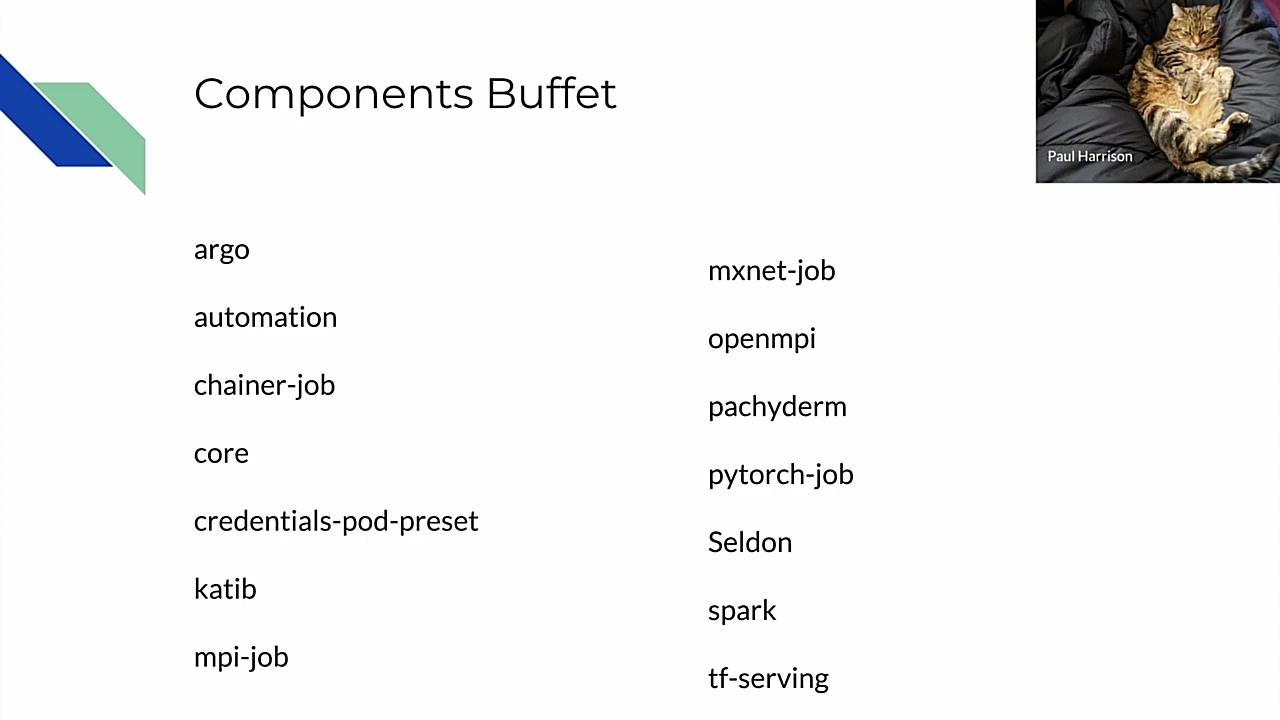 Components Buffet
Paul Harrison
argo
automation
chainer-job
core
credentials-pod-preset
katib
mpi-job
mxnet-job
openmpi
pachyderm
pytorch-job
Seldon
spark
tf-serving